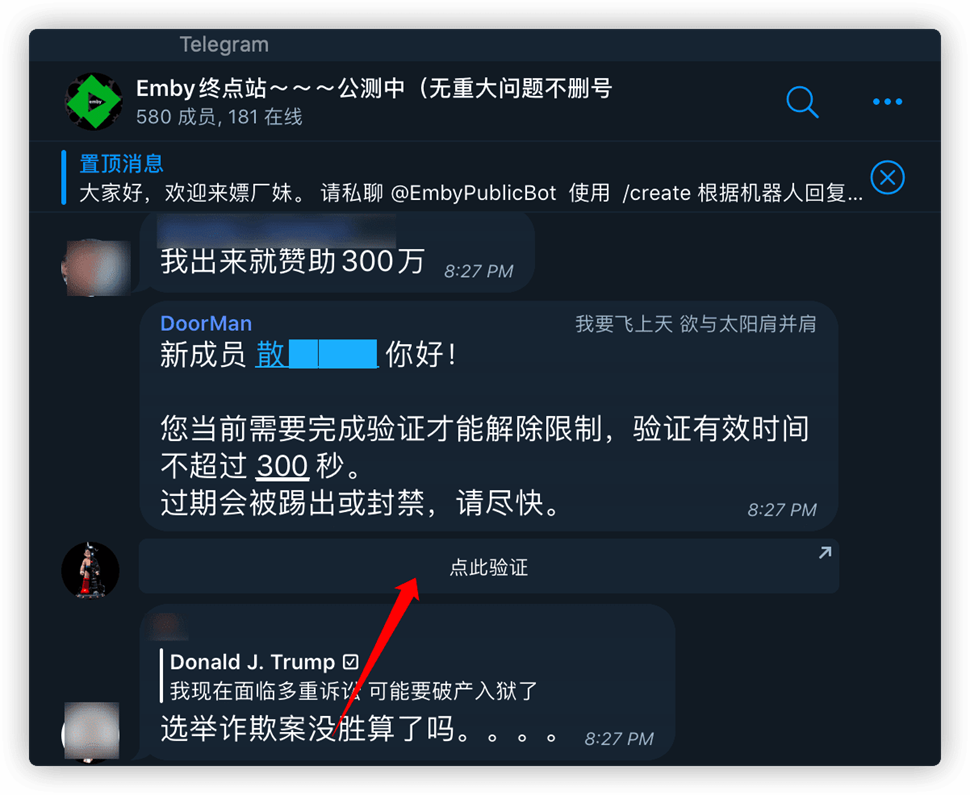 Telegram
Emby终点站～～～公测中（无重大问题不删号
580 成员, 181 在线
置顶消息
大家好，欢迎来嫖厂妹。 请私聊 @EmbyPublicBot 使用 /create 根据机器人回复...
我出来就赞助300万
8:27 PM
DoorMan
我要飞上天 欲与太阳肩并肩
新成员 散 你好！
您当前需要完成验证才能解除限制，验证有效时间
不超过 300 秒。
过期会被踢出或封禁，请尽快。
8:27 PM
点此验证
Donald J. Trump
我现在面临多重诉讼 可能要破产入狱了
选举诈欺案没胜算了吗。。。。
8:27 PM